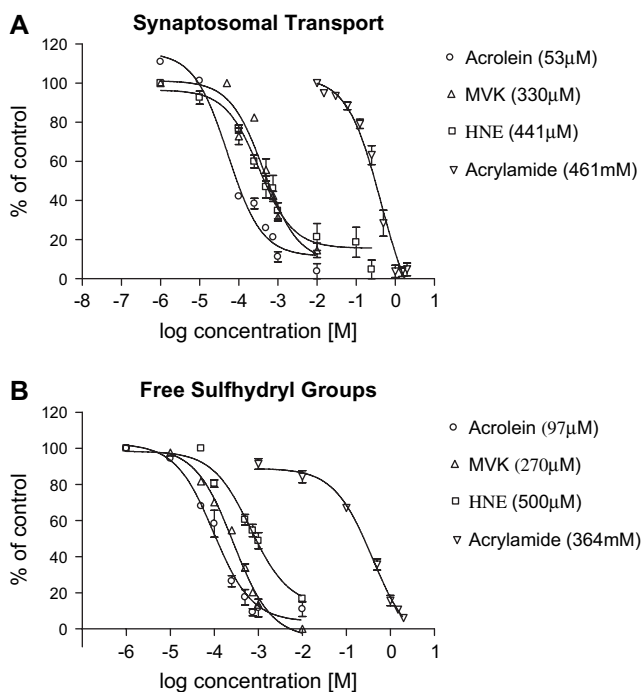 A
Synaptosomal Transport
% of control
120
100
80
60
40
20
0
-8 -7 -6 -5 -4 -3 -2 -1 0 1
log concentration [M]
Acrolein (53µM)
MVK (330µM)
HNE (441µM)
Acrylamide (461mM)
B
Free Sulfhydryl Groups
% of control
120
100
80
60
40
20
0
-6 -5 -4 -3 -2 -1 0 1
log concentration [M]
Acrolein (97µM)
MVK (270µM)
HNE (500µM)
Acrylamide (364mM)